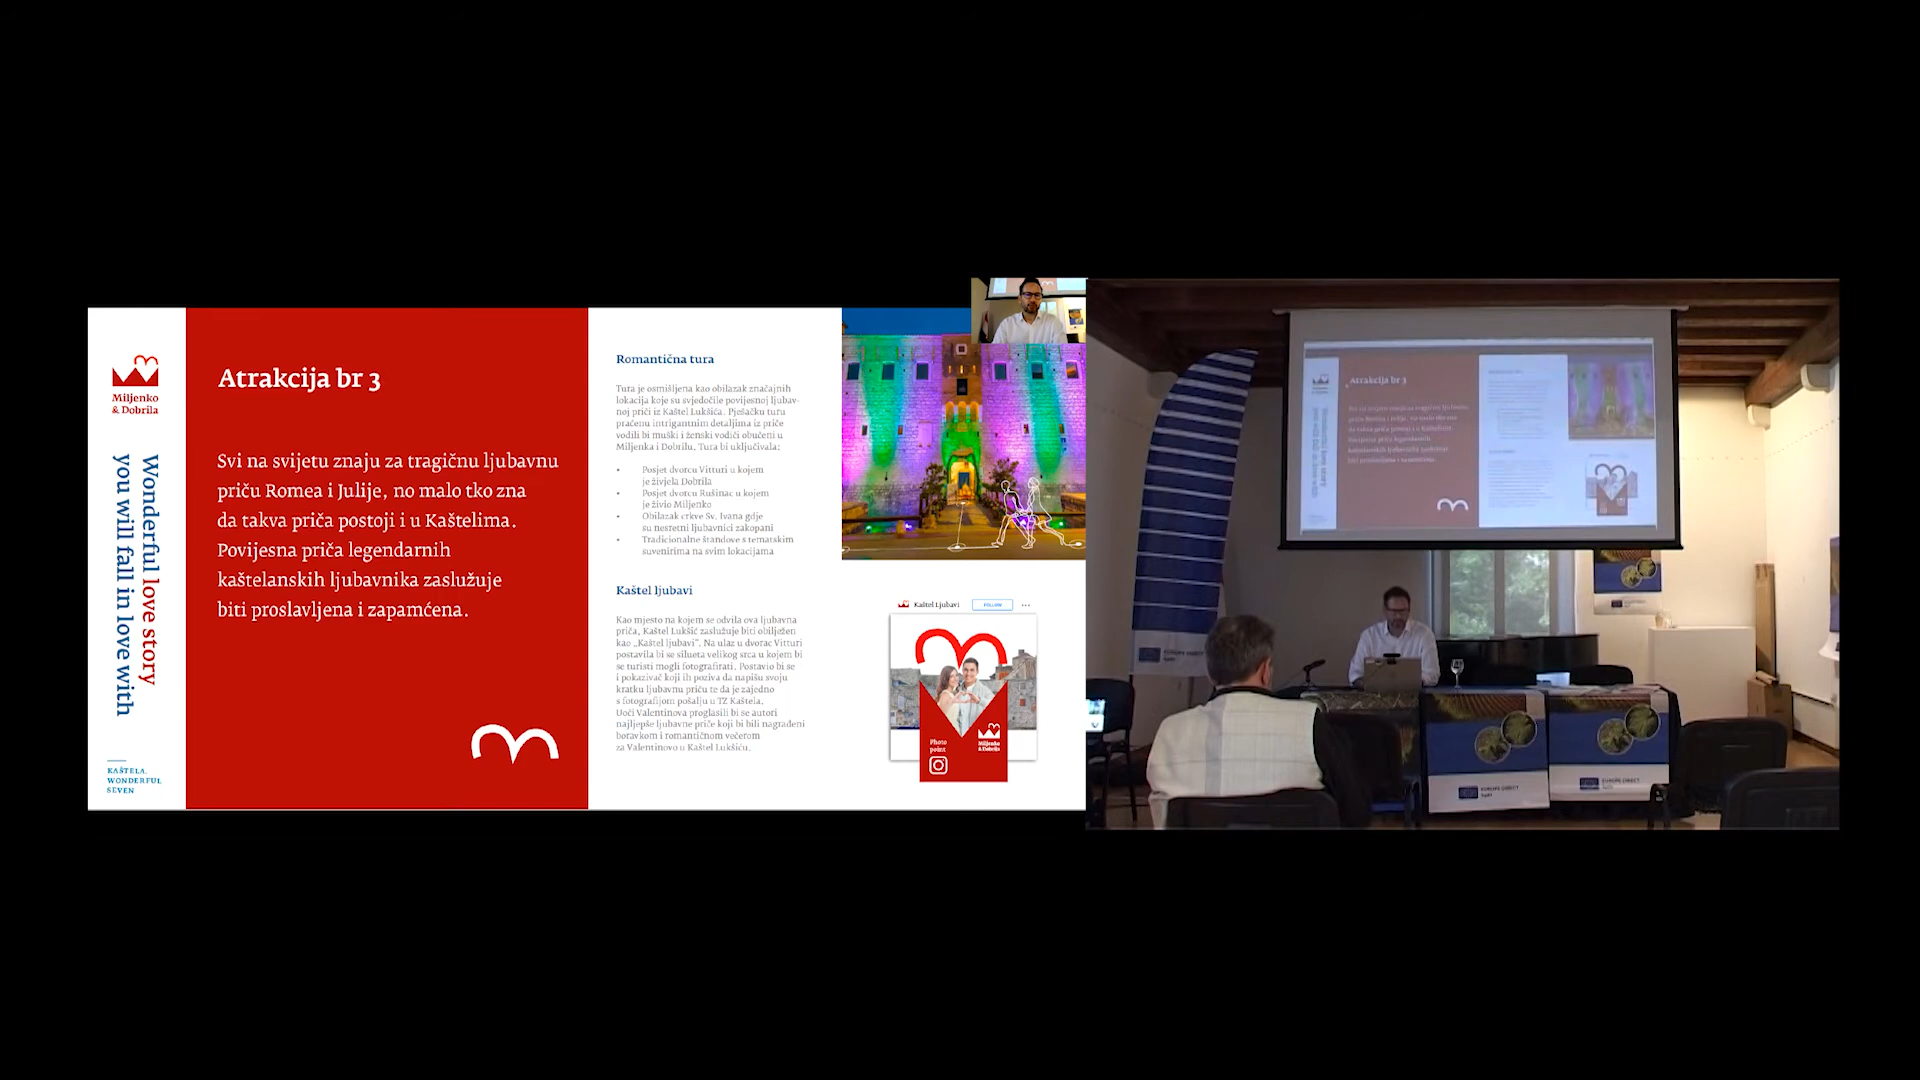 Miljenko
& Dobrila
Wonderful love story
you will fall in love with
KAŠTELA.
WONDERFUL
SEVEN
Atrakcija br 3
Svi na svijetu znaju za tragičnu ljubavnu
priču Romea i Julije, no malo tko zna
da takva priča postoji i u Kaštelima.
Povijesna priča legendarnih
kaštelanskih ljubavnika zaslužuje
biti proslavljena i zapamćena.
Romantična tura
Tura je osmišljena kao obilazak značajnih
lokacija koje su svjedočile povijesnoj ljubav-
noj priči iz Kaštel Lukšića. Pješačku turu
praćenu intrigantnim detaljima iz priče
vodili bi muški i ženski vodiči obučeni u
Miljenka i Dobrilu. Tura bi uključivala:
• Posjet dvorcu Vitturi u kojem
je živjela Dobrila
• Posjet dvorcu Rušinac u kojem
je živio Miljenko
• Obilazak crkve Sv. Ivana gdje
su nesretni ljubavnici zakopani
• Tradicionalne štandove s tematskim
suvenirima na svim lokacijama
Kaštel ljubavi
Kao mjesto na kojem se odvila ova ljubavna
priča, Kaštel Lukšić zaslužuje biti obilježen
kao „Kaštel ljubavi“. Na ulaz u dvorac Vitturi
postavila bi se silueta velikog srca u kojem bi
se turisti mogli fotografirati. Postavio bi se
i pokazivač koji ih poziva da napišu svoju
kratku ljubavnu priču te da je zajedno
s fotografijom pošalju u TZ Kaštela.
Uoči Valentinova proglasili bi se autori
najljepše ljubavne priče koji bi bili nagrađeni
boravkom i romantičnom večerom
za Valentinovo u Kaštel Lukšiću.
Kaštel Ljubavi
FOLLOW
Photo
point
Miljenko
& Dobrila
Atrakcija br 3
EUROPE DIRECT
EUROPE DIRECT
Split
EUROPE DIRECT
Split